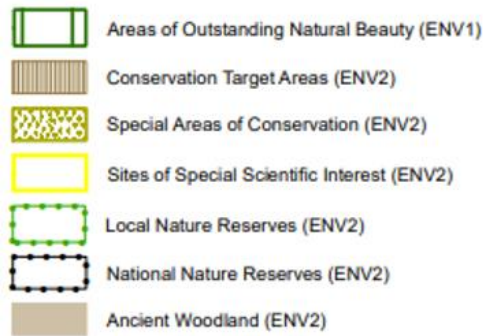 Areas of Outstanding Natural Beauty (ENV1)
Conservation Target Areas (ENV2)
Special Areas of Conservation (ENV2)
Sites of Special Scientific Interest (ENV2)
Local Nature Reserves (ENV2)
National Nature Reserves (ENV2)
Ancient Woodland (ENV2)